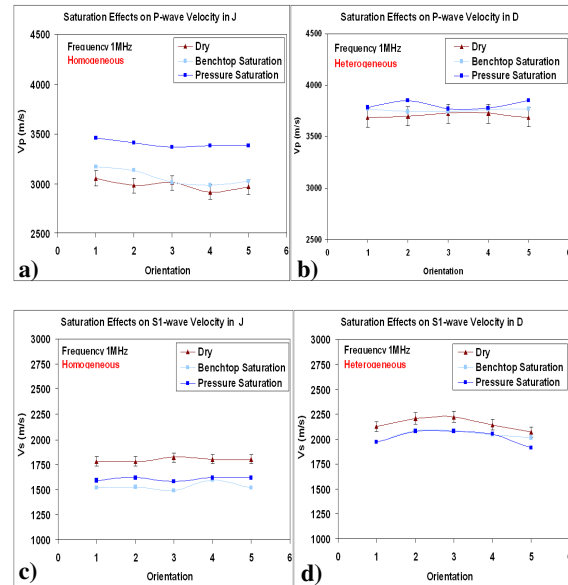 Saturation Effects on P-wave Velocity in J
4500
4000
3500
3000
2500
Vp (m/s)
Frequency 1MHz
Homogeneous
Dry
Benchtop Saturation
Pressure Saturation
0 1 2 3 4 5 6
Orientation
a)
Saturation Effects on P-wave Velocity in D
4500
4000
3500
3000
2500
Vp (m/s)
Frequency 1MHz
Heterogeneous
Dry
Benchtop Saturation
Pressure Saturation
0 1 2 3 4 5 6
Orientation
b)
Saturation Effects on S1-wave Velocity in J
3000
2750
2500
2250
2000
1750
1500
1250
1000
Vs (m/s)
Frequency 1MHz
Homogeneous
Dry
Benchtop Saturation
Pressure Saturation
0 1 2 3 4 5 6
Orientation
c)
Saturation Effects on S1-wave Velocity in D
3000
2750
2500
2250
2000
1750
1500
1250
1000
Vs (m/s)
Frequency 1MHz
Heterogeneous
Dry
Benchtop Saturation
Pressure Saturation
0 1 2 3 4 5 6
Orientation
d)